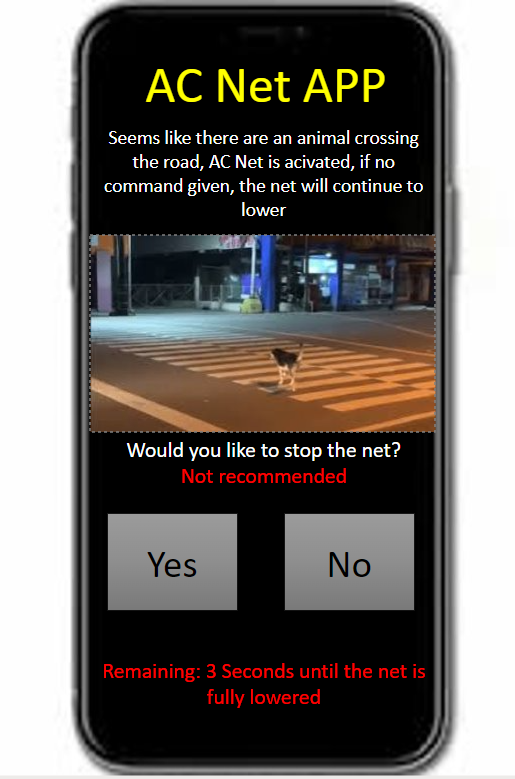 AC Net APP
Seems like there are an animal crossing
the road, AC Net is acivated, if no
command given, the net will continue to
lower
Would you like to stop the net?
Not recommended
Yes
No
Remaining: 3 Seconds until the net is
fully lowered